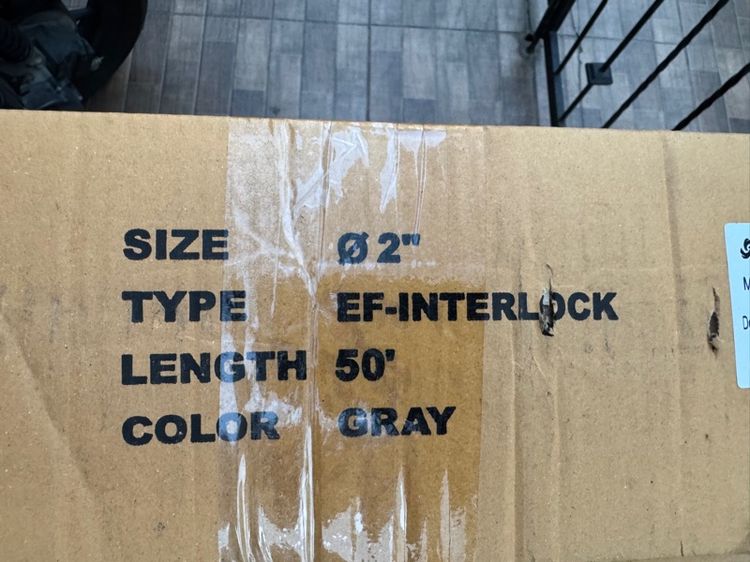 SIZE Ø 2"
TYPE EF-INTERLOCK
LENGTH 50'
COLOR GRAY